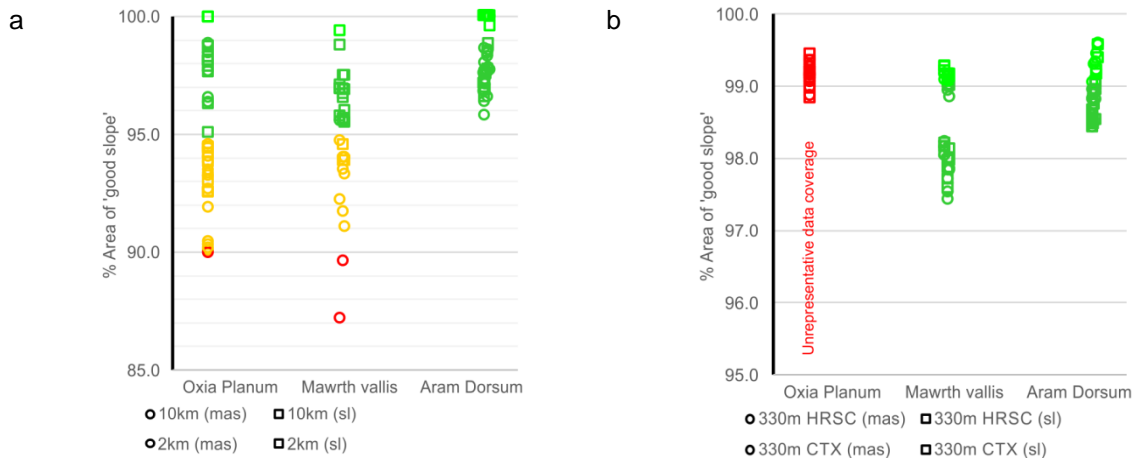 a
% Area of 'good slope'
100.0
95.0
90.0
85.0
Oxia Planum
Mawrth vallis
Aram Dorsum
10km (mas)
10km (sl)
2km (mas)
2km (sl)
b
% Area of 'good slope'
100.0
99.0
98.0
97.0
96.0
95.0
Unrepresentative data coverage
Oxia Planum
Mawrth vallis
Aram Dorsum
330m HRSC (mas)
330m HRSC (sl)
330m CTX (mas)
330m CTX (sl)